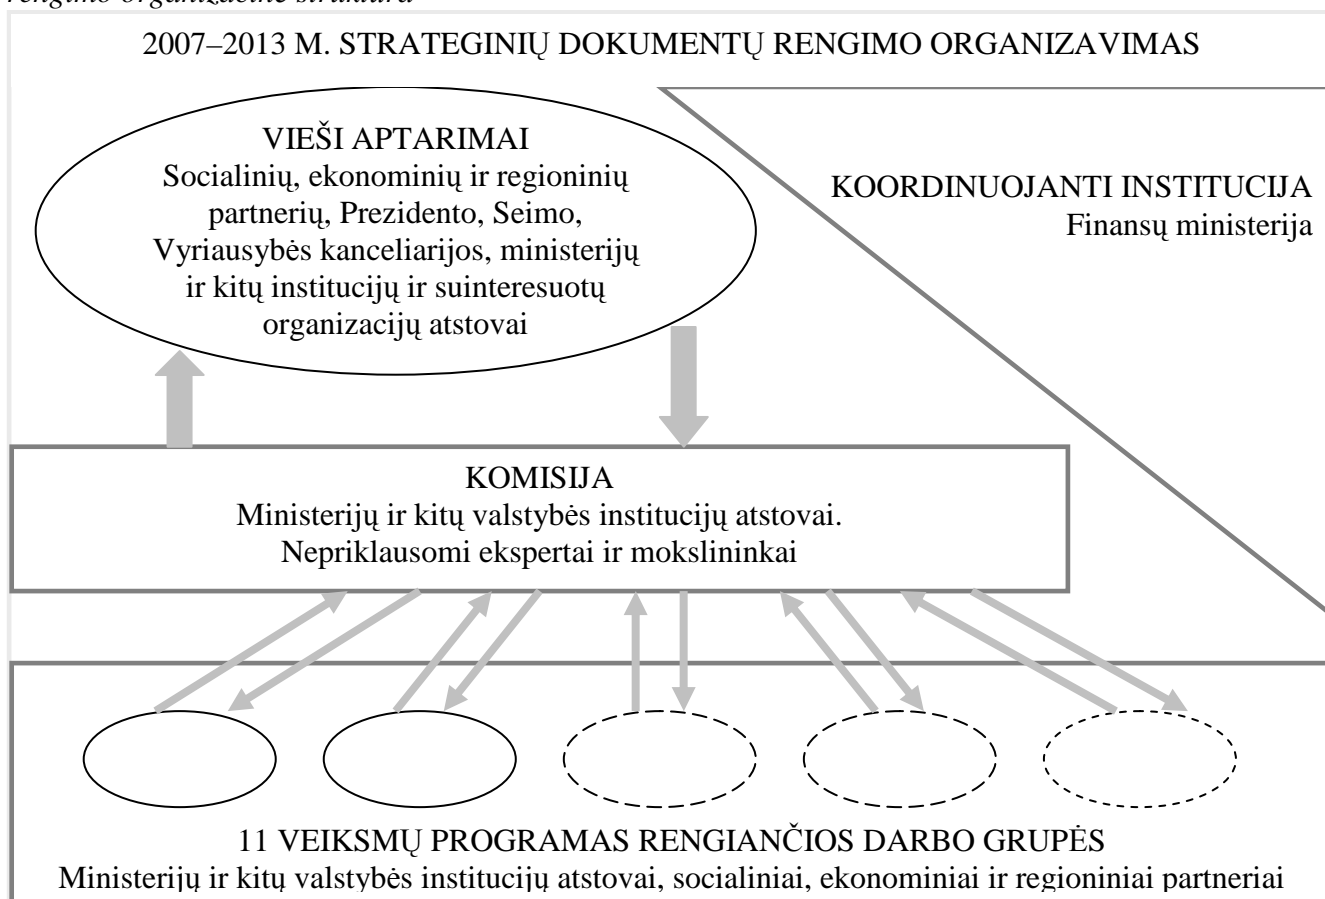 rengimo organizacinė struktūra
2007–2013 M. STRATEGINIŲ DOKUMENTŲ RENGIMO ORGANIZAVIMAS
VIEŠI APTARIMAI
Socialinių, ekonominių ir regioninių
partnerių, Prezidento, Seimo,
Vyriausybės kanceliarijos, ministerijų
ir kitų institucijų ir suinteresuotų
organizacijų atstovai
KOORDINUOJANTI INSTITUCIJA
Finansų ministerija
KOMISIJA
Ministerijų ir kitų valstybės institucijų atstovai.
Nepriklausomi ekspertai ir mokslininkai
11 VEIKSMŲ PROGRAMAS RENGIANČIOS DARBO GRUPĖS
Ministerijų ir kitų valstybės institucijų atstovai, socialiniai, ekonominiai ir regioniniai partneriai